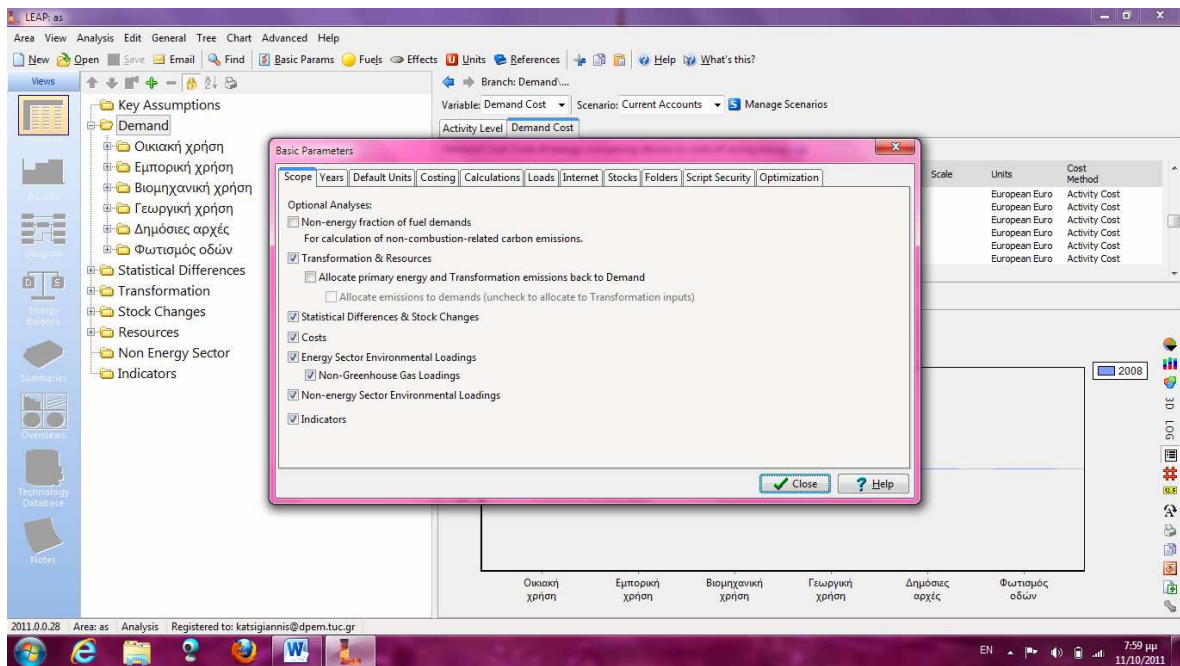 LEAP: as
Area View Analysis Edit General Tree Chart Advanced Help
New Open Save Email Find Basic Params Fuels Effects Units References Help What's this?
Views
Branch: Demand\...
Variable: Demand Cost Scenario: Current Accounts Manage Scenarios
Activity Level Demand Cost
Key Assumptions
Demand
Οικιακή χρήση
Εμπορική χρήση
Βιομηχανική χρήση
Γεωργική χρήση
Δημόσιες αρχές
Φωτισμός οδών
Statistical Differences
Transformation
Stock Changes
Resources
Non Energy Sector
Indicators
Analysis
Results
Diagram
Energy
Balance
Summaries
Overviews
Technology
Database
Notes
Basic Parameters
Scope Years Default Units Costing Calculations Loads Internet Stocks Folders Script Security Optimization
Optional Analyses:
Non-energy fraction of fuel demands
For calculation of non-combustion-related carbon emissions.
Transformation & Resources
Allocate primary energy and Transformation emissions back to Demand
Allocate emissions to demands (uncheck to allocate to Transformation inputs)
Statistical Differences & Stock Changes
Costs
Energy Sector Environmental Loadings
Non-Greenhouse Gas Loadings
Non-energy Sector Environmental Loadings
Indicators
Close Help
Scale Units Cost
Method
European Euro Activity Cost
European Euro Activity Cost
European Euro Activity Cost
European Euro Activity Cost
European Euro Activity Cost
European Euro Activity Cost
2008
3D
LOG
Οικιακή
χρήση
Εμπορική
χρήση
Βιομηχανική
χρήση
Γεωργική
χρήση
Δημόσιες
αρχές
Φωτισμός
οδών
2011.0.0.28 Area: as Analysis Registered to: katsigiannis@dpem.tuc.gr
EN
7:59 μμ
11/10/2011